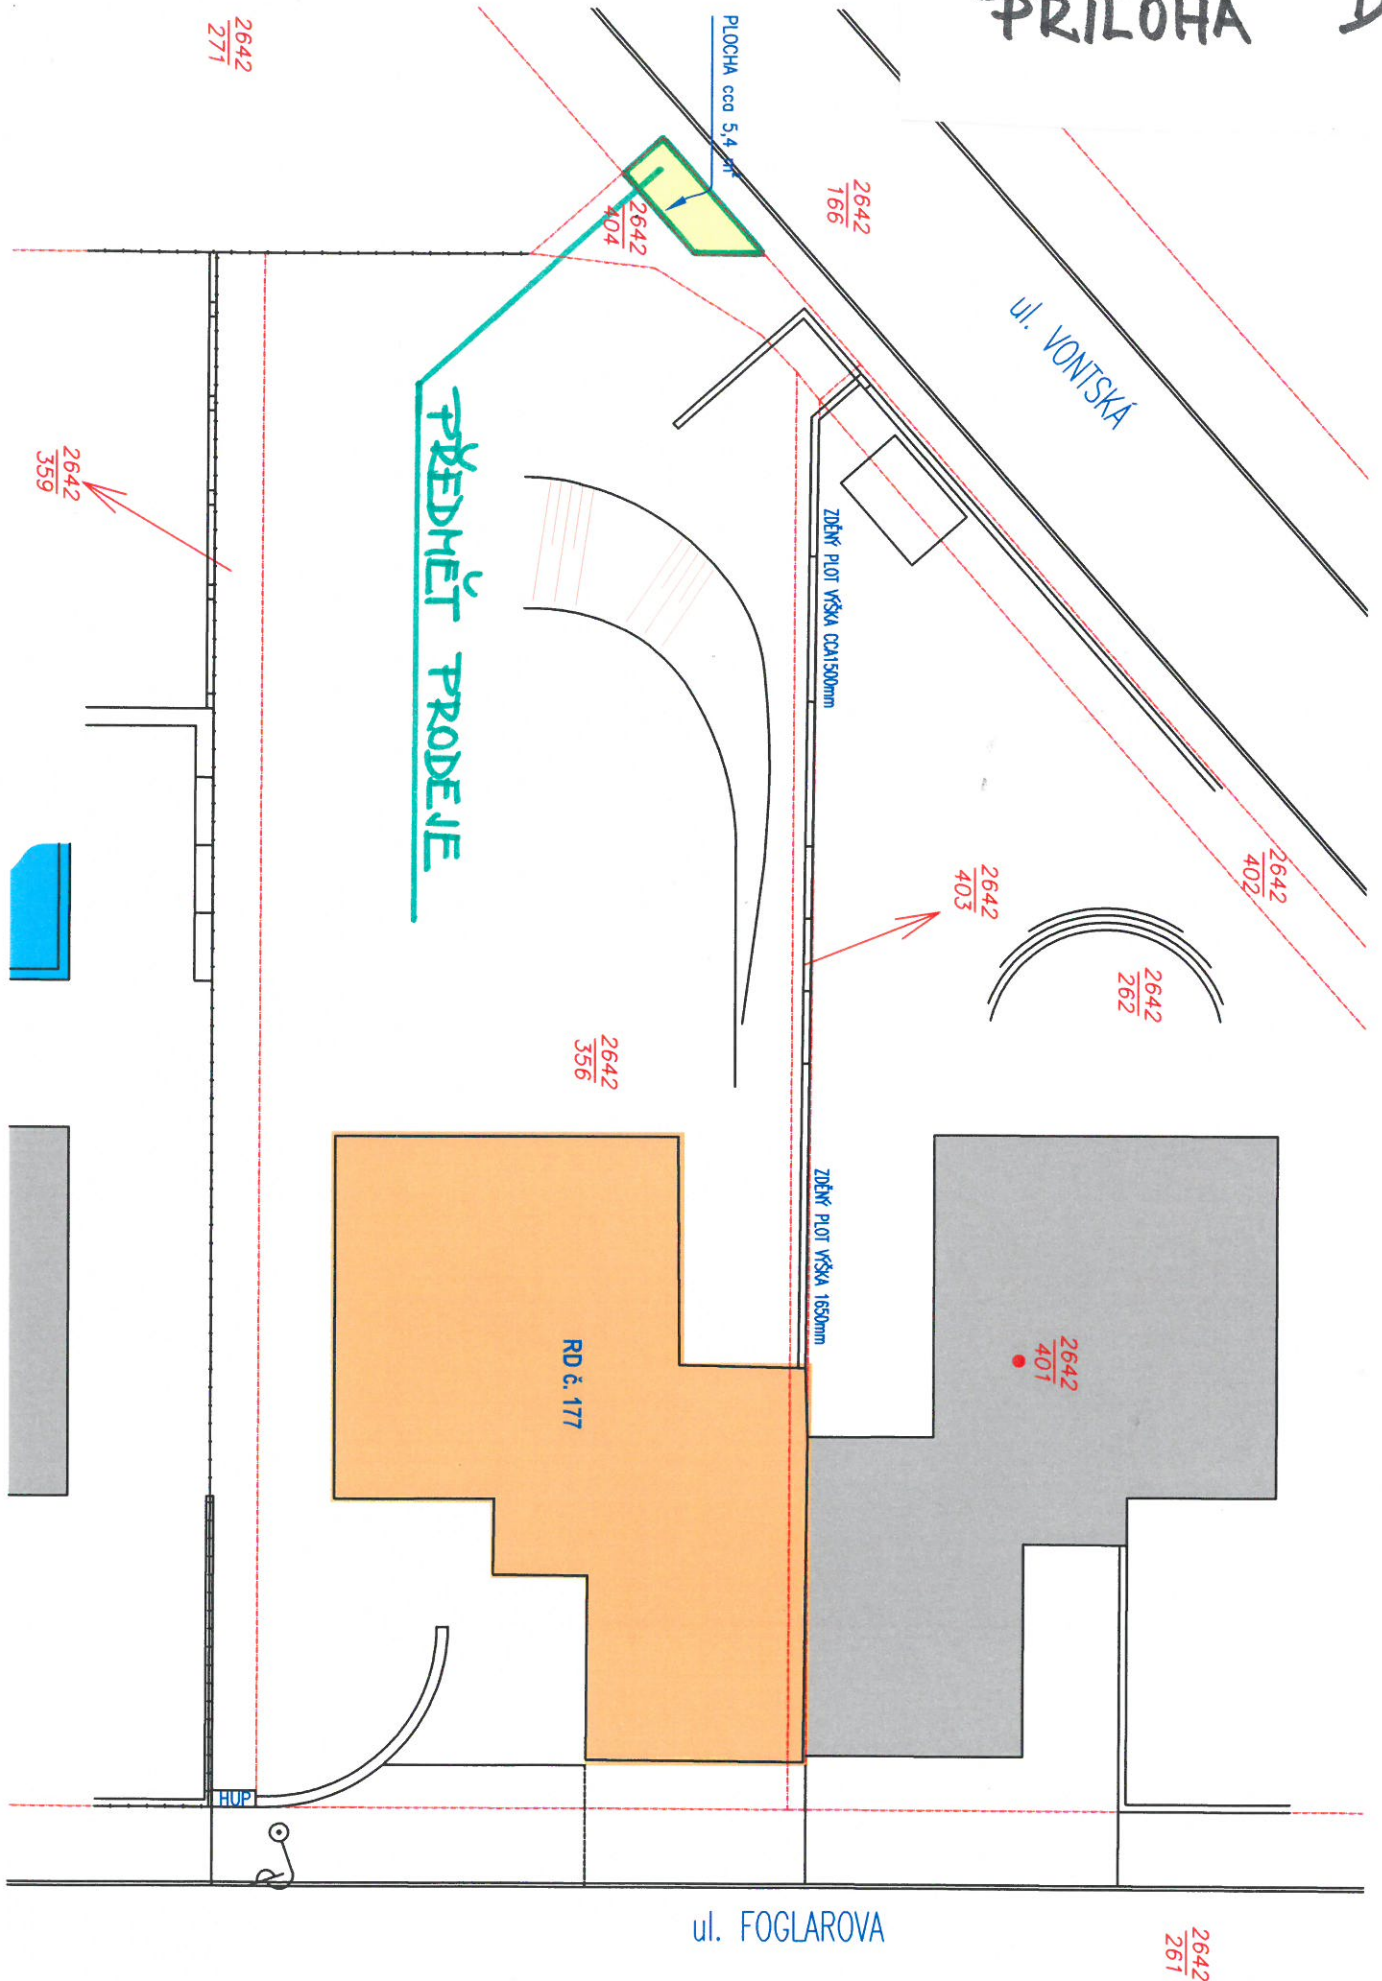 PŘÍLOHA
2642
271
PLOCHA cca 5,4 m²
2642
166
2642
404
ul. VONTSKÁ
PŘEDMĚT PRODEJE
2642
359
ZDĚNÝ PLOT VÝŠKA CCA1500mm
2642
402
2642
403
2642
262
2642
356
ZDĚNÝ PLOT VÝŠKA 1650mm
RD č. 177
2642
401
HUP
ul. FOGLAROVA
2642
261